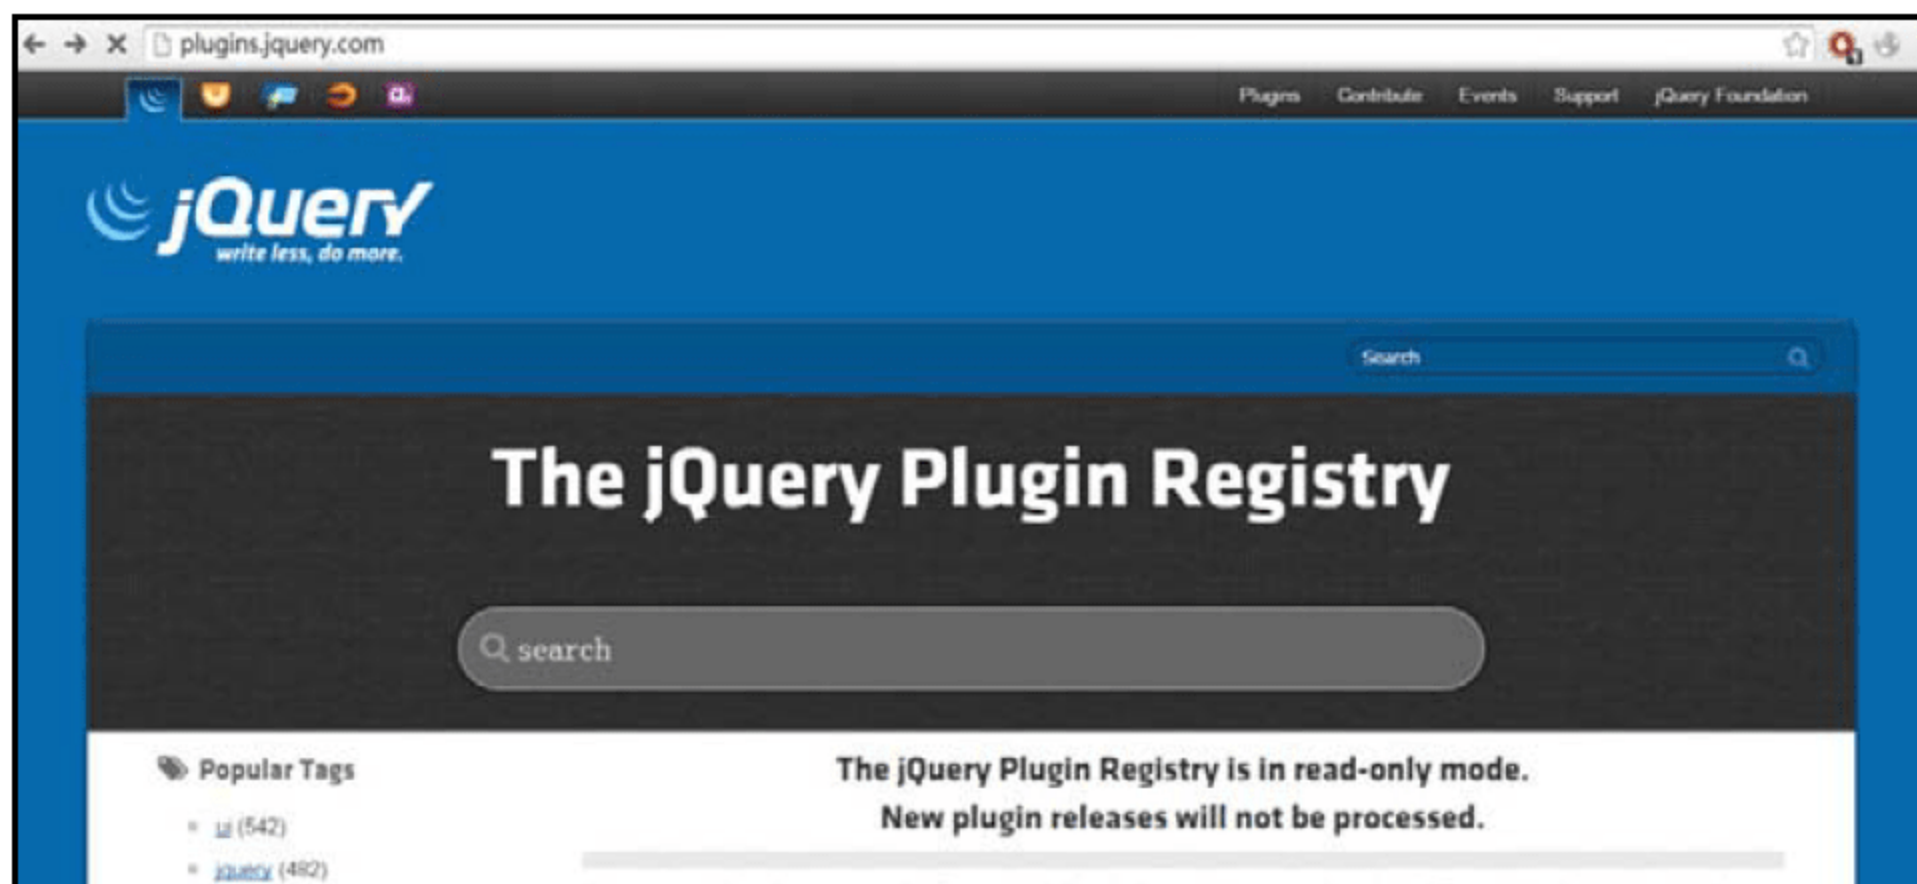 plugins.jquery.com
Plugins Contribute Events Support jQuery Foundation
jQuery
write less, do more.
Search
The jQuery Plugin Registry
search
Popular Tags
ui (542)
jquery (482)
The jQuery Plugin Registry is in read-only mode.
New plugin releases will not be processed.